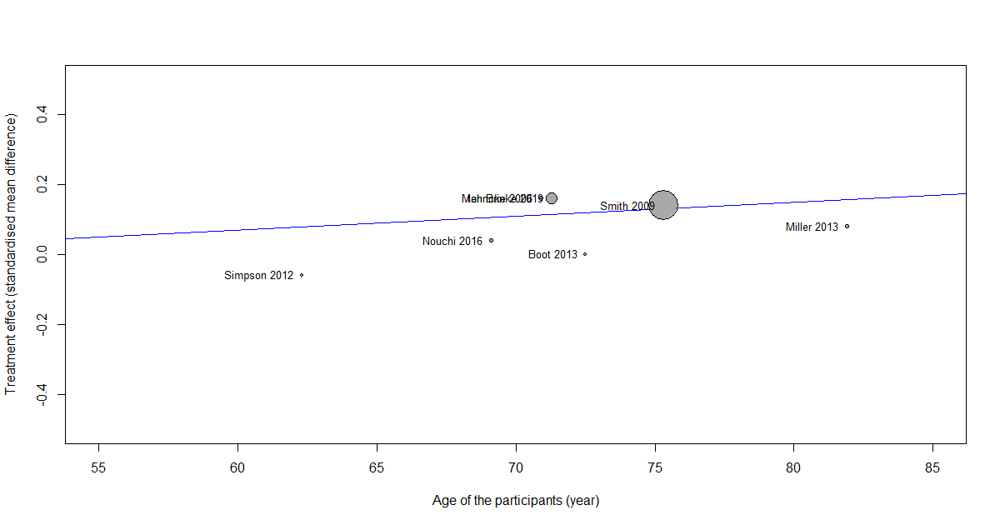 Treatment effect (standardised mean difference)
0.4
0.2
0.0
-0.2
-0.4
Smith 2009
Miller 2013
Nouchi 2016
Boot 2013
Simpson 2012
55
60
65
70
75
80
85
Age of the participants (year)